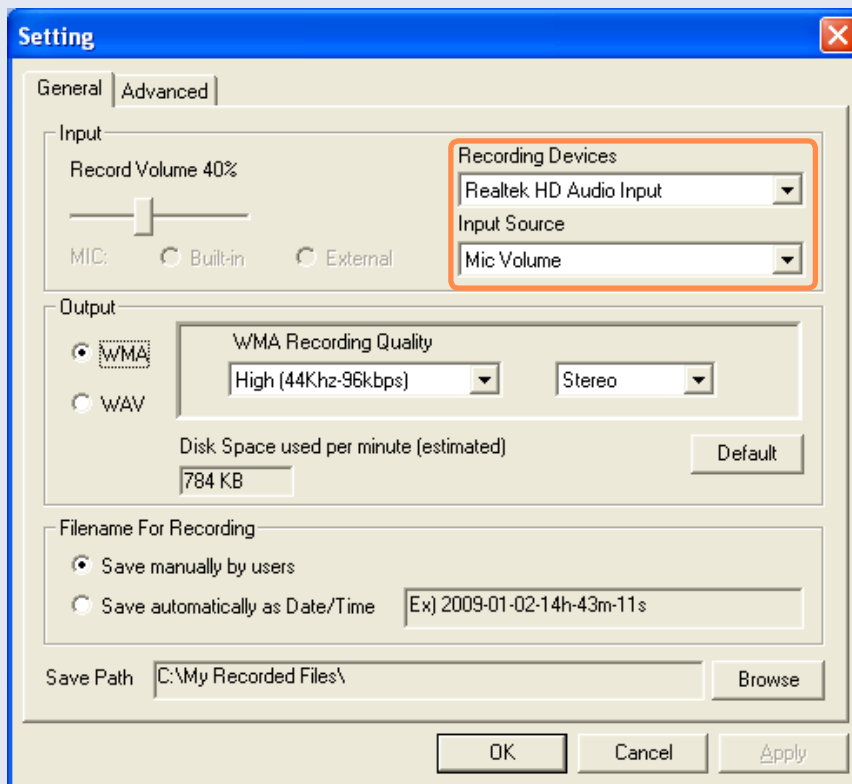 Setting
General Advanced
Input
Record Volume 40%
MIC: Built-in External
Recording Devices
Realtek HD Audio Input
Input Source
Mic Volume
Output
WMA
WAV
WMA Recording Quality
High (44Khz-96kbps) Stereo
Disk Space used per minute (estimated)
784 KB
Default
Filename For Recording
Save manually by users
Save automatically as Date/Time Ex) 2009-01-02-14h-43m-11s
Save Path C:\My Recorded Files\ Browse
OK Cancel Apply